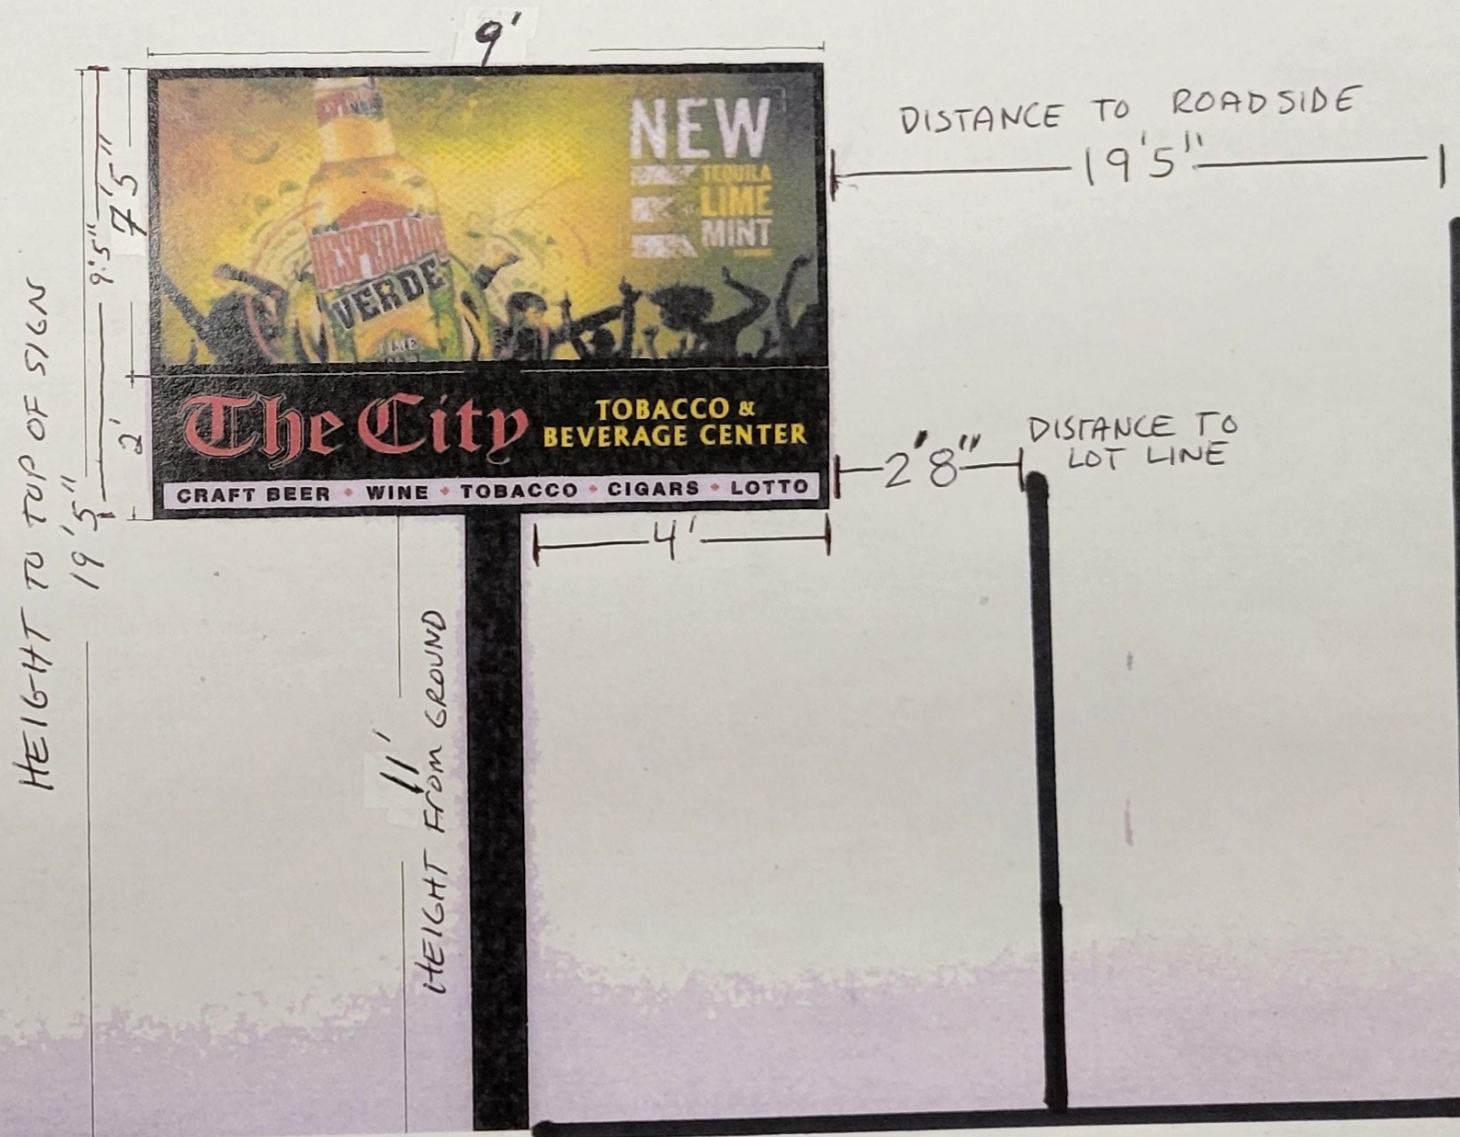 9'
DISTANCE TO ROADSIDE
19'5"
7'5"
9'5"
NEW
TEQUILA
LIME
MINT
DESPERADOS
VERDE
LIME
HEIGHT TO TOP OF SIGN
19'5"
2'
The City
TOBACCO &
BEVERAGE CENTER
CRAFT BEER • WINE • TOBACCO • CIGARS • LOTTO
2'8"
DISTANCE TO
LOT LINE
4'
11'
HEIGHT From GROUND